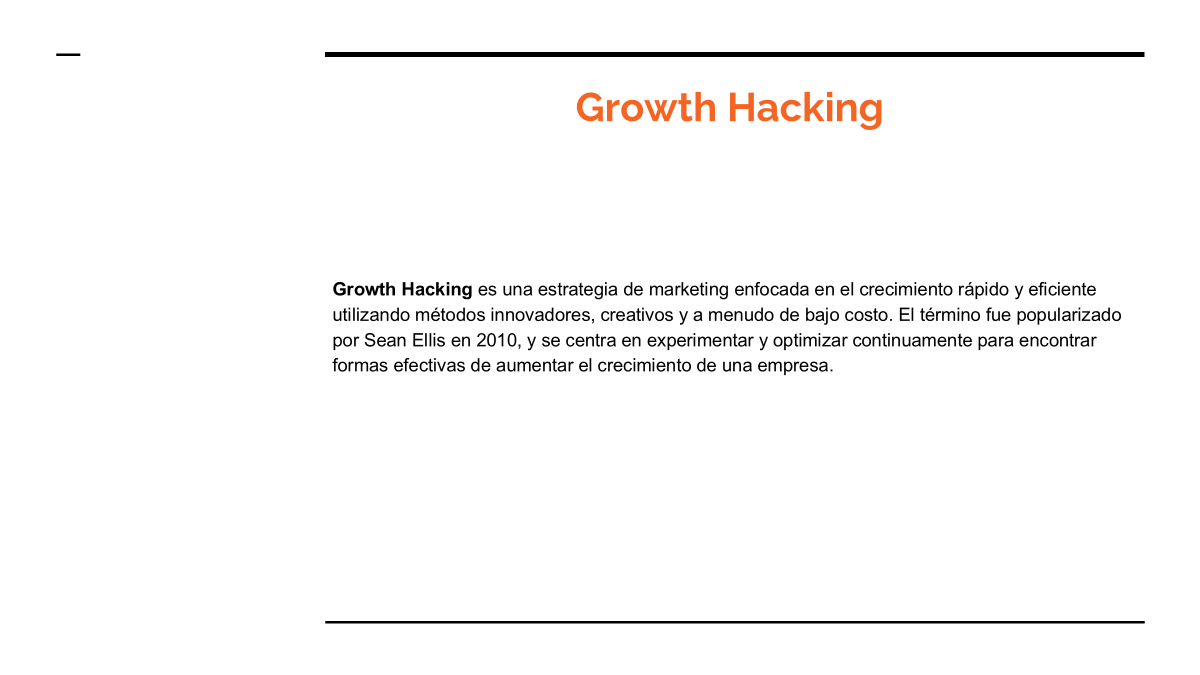 Growth Hacking
Growth Hacking es una estrategia de marketing enfocada en el crecimiento rápido y eficiente
utilizando métodos innovadores, creativos y a menudo de bajo costo. El término fue popularizado
por Sean Ellis en 2010, y se centra en experimentar y optimizar continuamente para encontrar
formas efectivas de aumentar el crecimiento de una empresa.